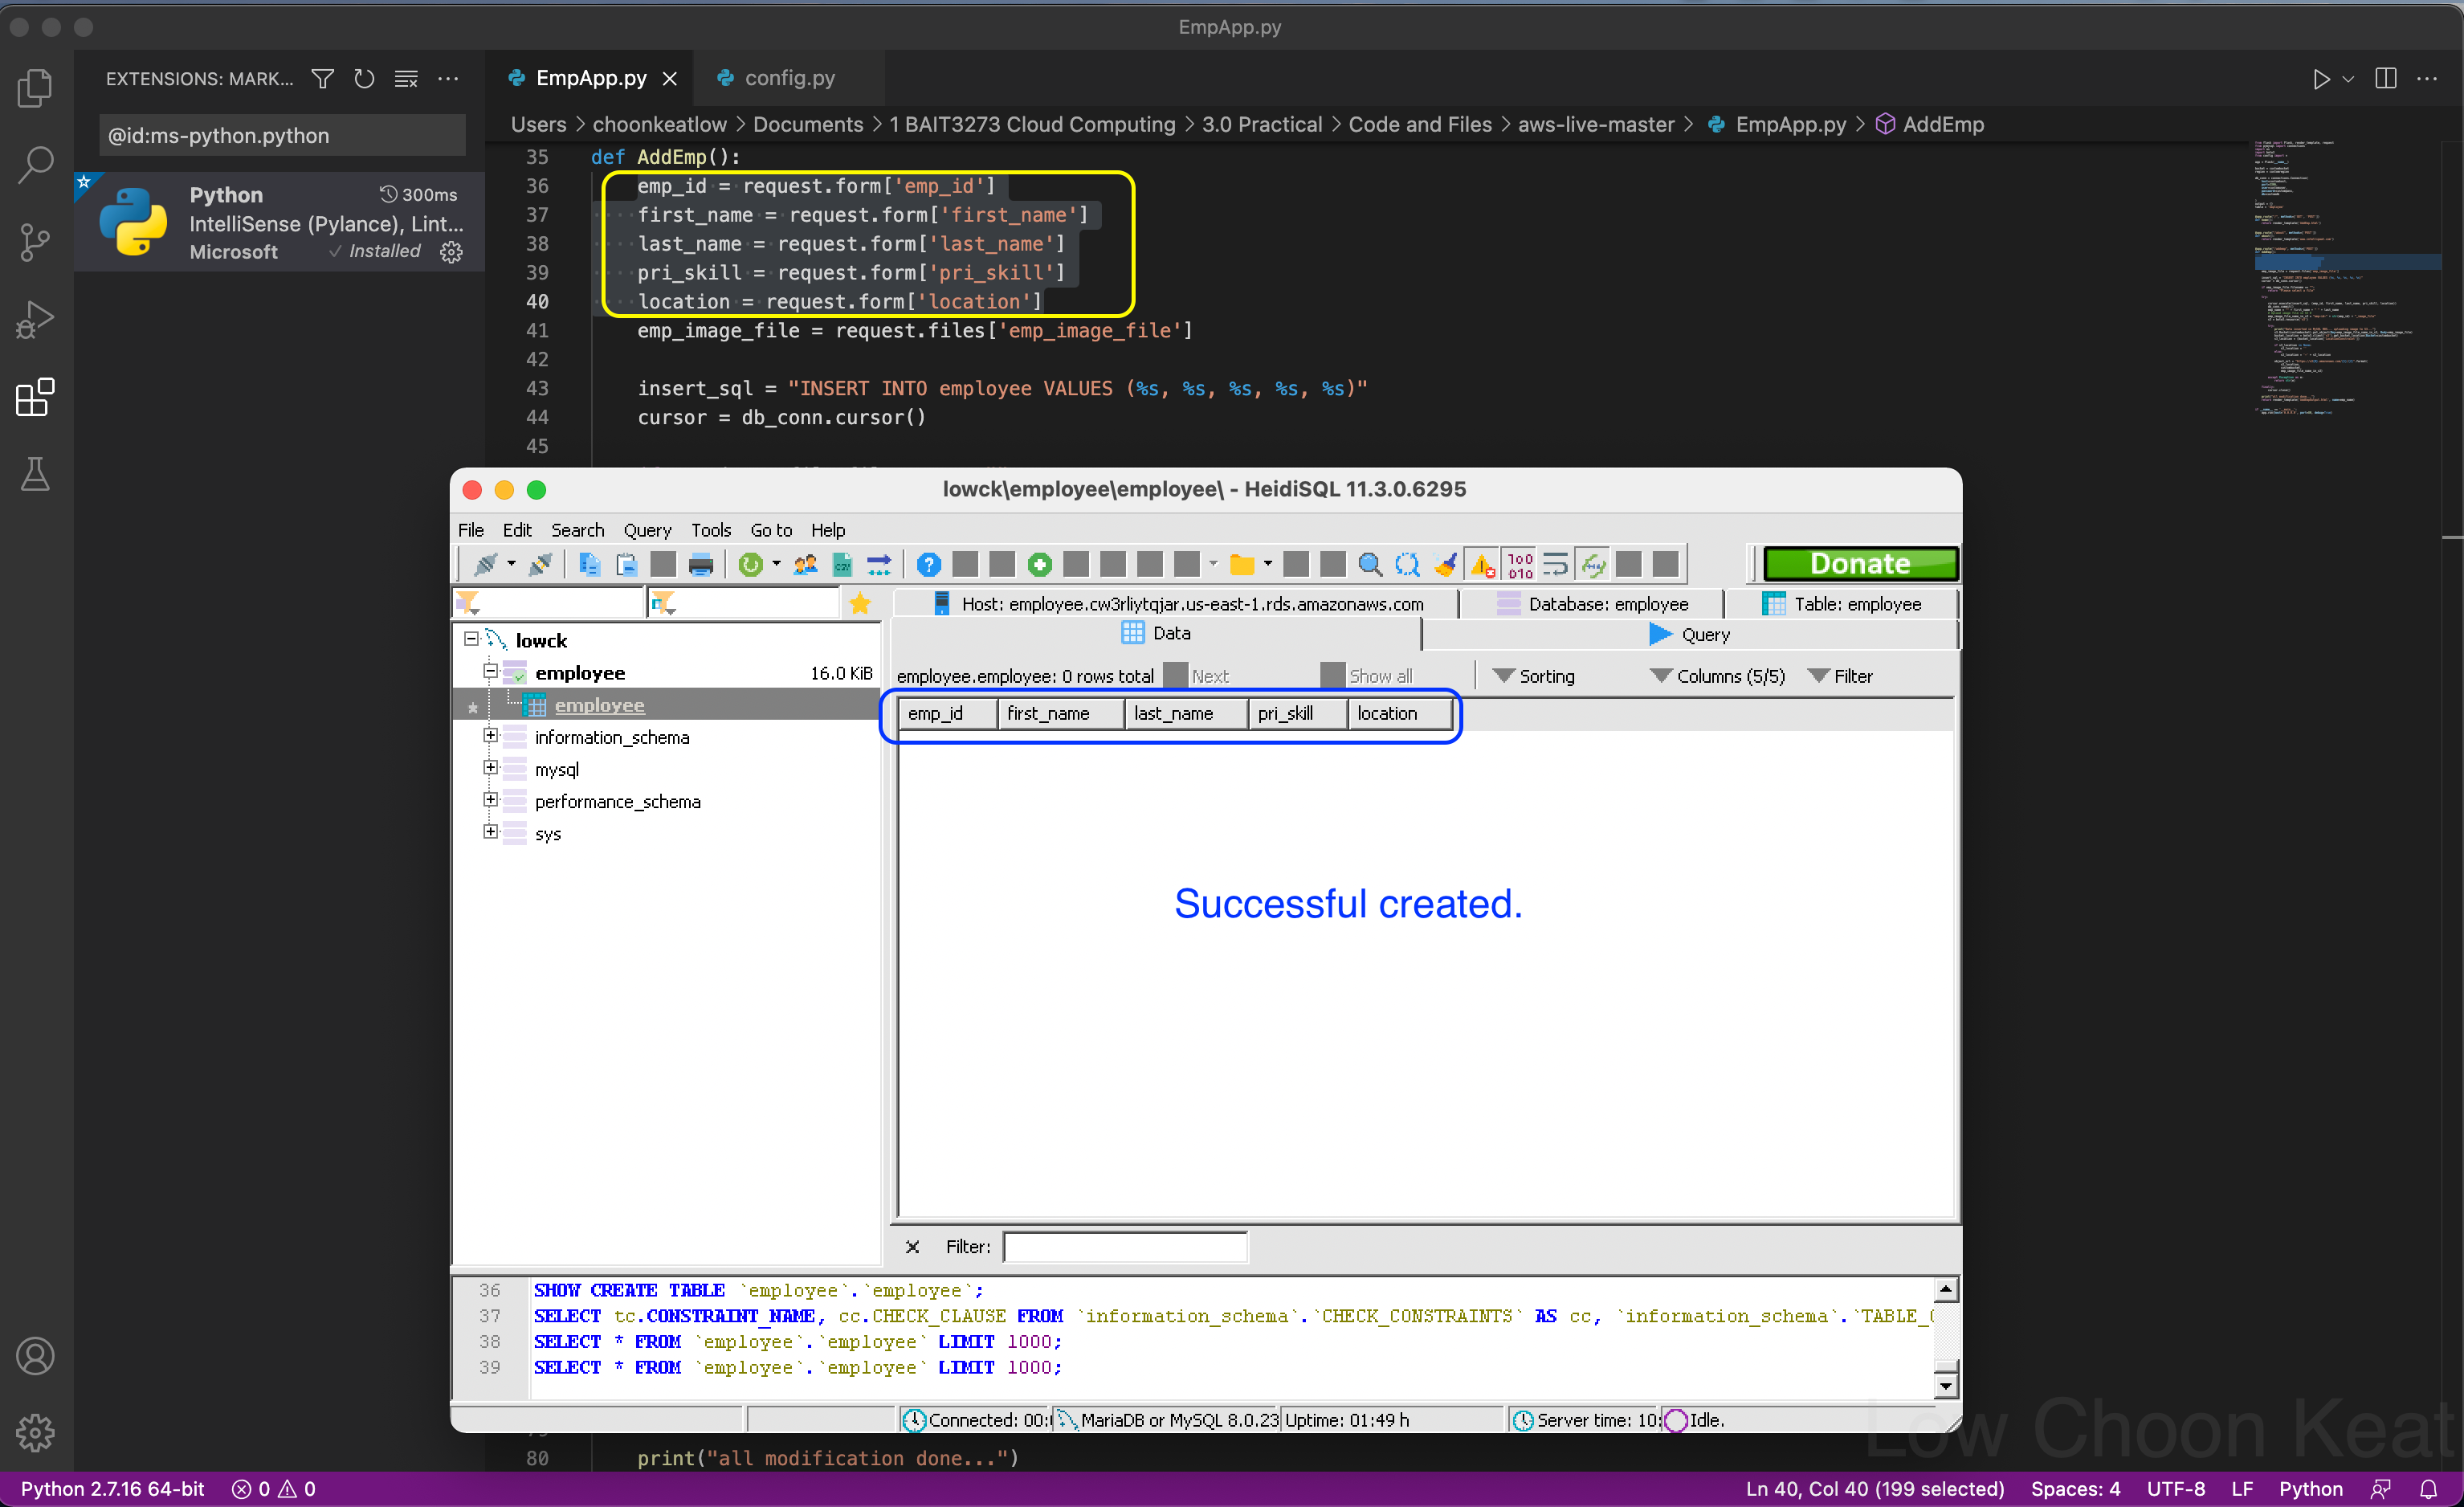 EmpApp.py
EXTENSIONS: MARK...
EmpApp.py
config.py
@id:ms-python.python
Users > choonkeatlow > Documents > 1 BAIT3273 Cloud Computing > 3.0 Practical > Code and Files > aws-live-master > EmpApp.py > AddEmp
Python 300ms
IntelliSense (Pylance), Lint...
Microsoft ✓ Installed
35 def AddEmp():
36 emp_id = request.form['emp_id']
37 first_name = request.form['first_name']
38 last_name = request.form['last_name']
39 pri_skill = request.form['pri_skill']
40 location = request.form['location']
41 emp_image_file = request.files['emp_image_file']
42
43 insert_sql = "INSERT INTO employee VALUES (%s, %s, %s, %s, %s)"
44 cursor = db_conn.cursor()
45
lowck\employee\employee\ - HeidiSQL 11.3.0.6295
File Edit Search Query Tools Go to Help
Donate
Host: employee.cw3rliytqjar.us-east-1.rds.amazonaws.com
Database: employee
Table: employee
Data
Query
lowck
employee 16.0 KiB
employee
information_schema
mysql
performance_schema
sys
employee.employee: 0 rows total Next Show all Sorting Columns (5/5) Filter
emp_id first_name last_name pri_skill location
Successful created.
Filter:
36 SHOW CREATE TABLE `employee`.`employee`;
37 SELECT tc.CONSTRAINT_NAME, cc.CHECK_CLAUSE FROM `information_schema`.`CHECK_CONSTRAINTS` AS cc, `information_schema`.`TABLE_
38 SELECT * FROM `employee`.`employee` LIMIT 1000;
39 SELECT * FROM `employee`.`employee` LIMIT 1000;
Connected: 00: MariaDB or MySQL 8.0.23 Uptime: 01:49 h Server time: 10: Idle.
Low Choon Keat
80 print("all modification done...")
Python 2.7.16 64-bit 0 0
Ln 40, Col 40 (199 selected) Spaces: 4 UTF-8 LF Python